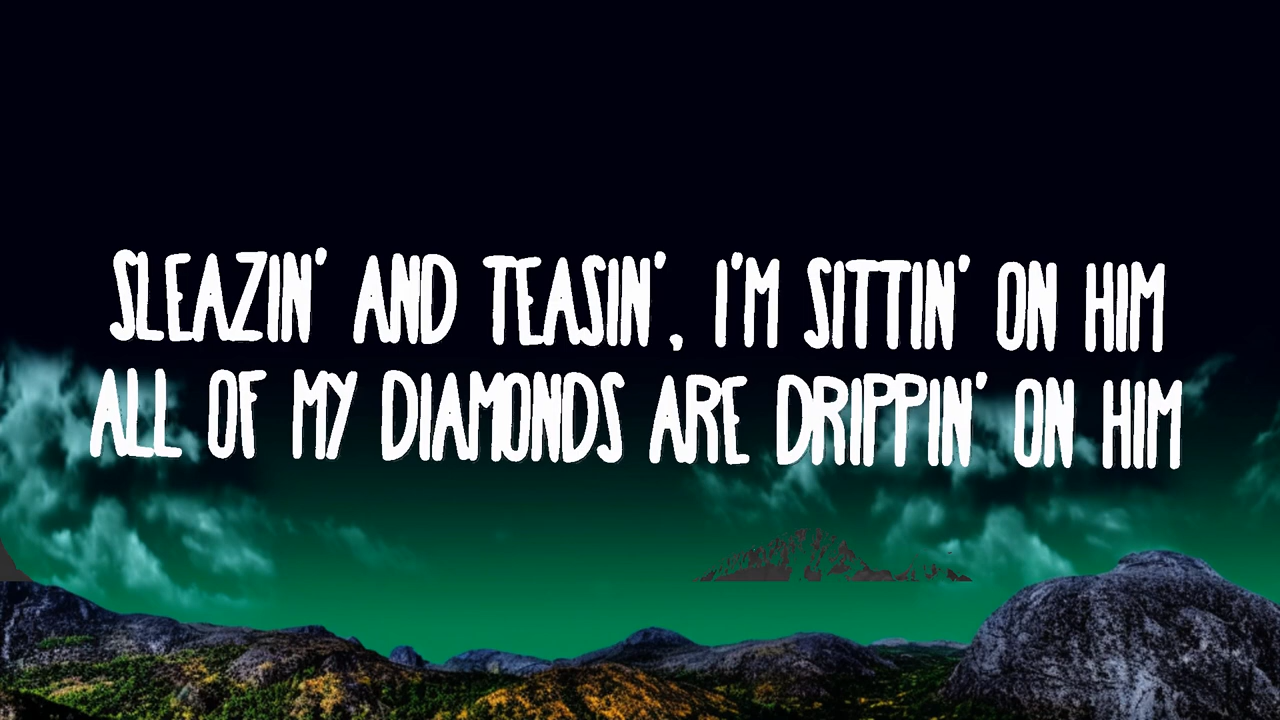 SLEAZIN' AND TEASIN', I'M SITTIN' ON HIM
ALL OF MY DIAMONDS ARE DRIPPIN' ON HIM